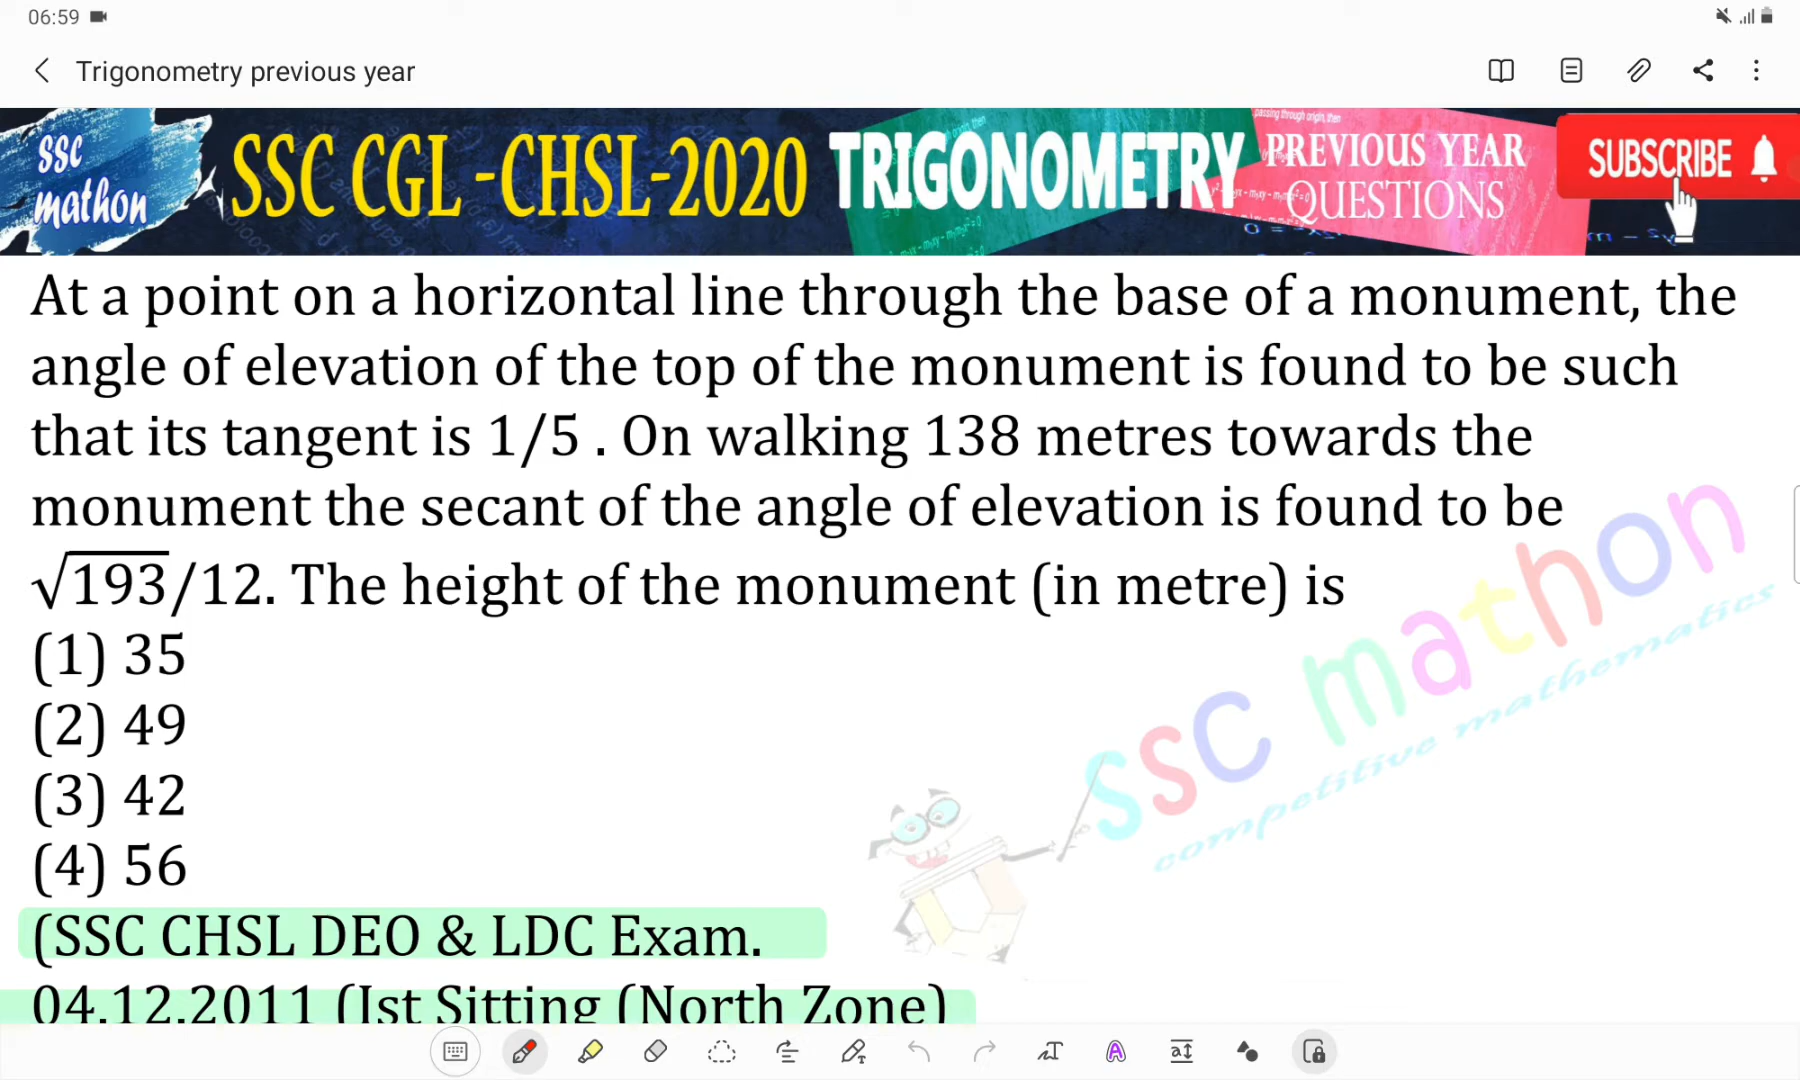 06:59
Trigonometry previous year
ssc
mathon
SSC CGL -CHSL-2020 TRIGONOMETRY
PREVIOUS YEAR
QUESTIONS
SUBSCRIBE
At a point on a horizontal line through the base of a monument, the
angle of elevation of the top of the monument is found to be such
that its tangent is 1/5 . On walking 138 metres towards the
monument the secant of the angle of elevation is found to be
√193/12. The height of the monument (in metre) is
(1) 35
(2) 49
(3) 42
(4) 56
ssc mathon
competitive mathematics
(SSC CHSL DEO & LDC Exam.
04.12.2011 (Ist Sitting (North Zone)